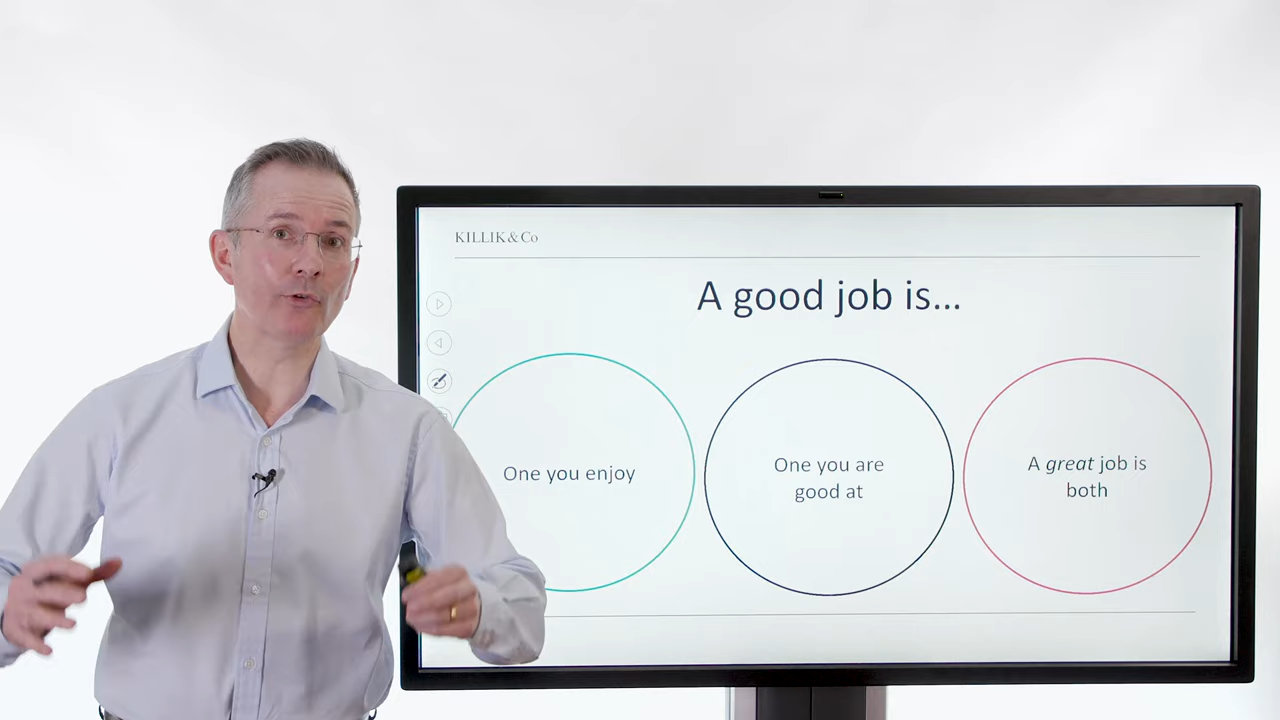 KILLIK & Co
A good job is...
One you enjoy
One you are
good at
A great job is
both